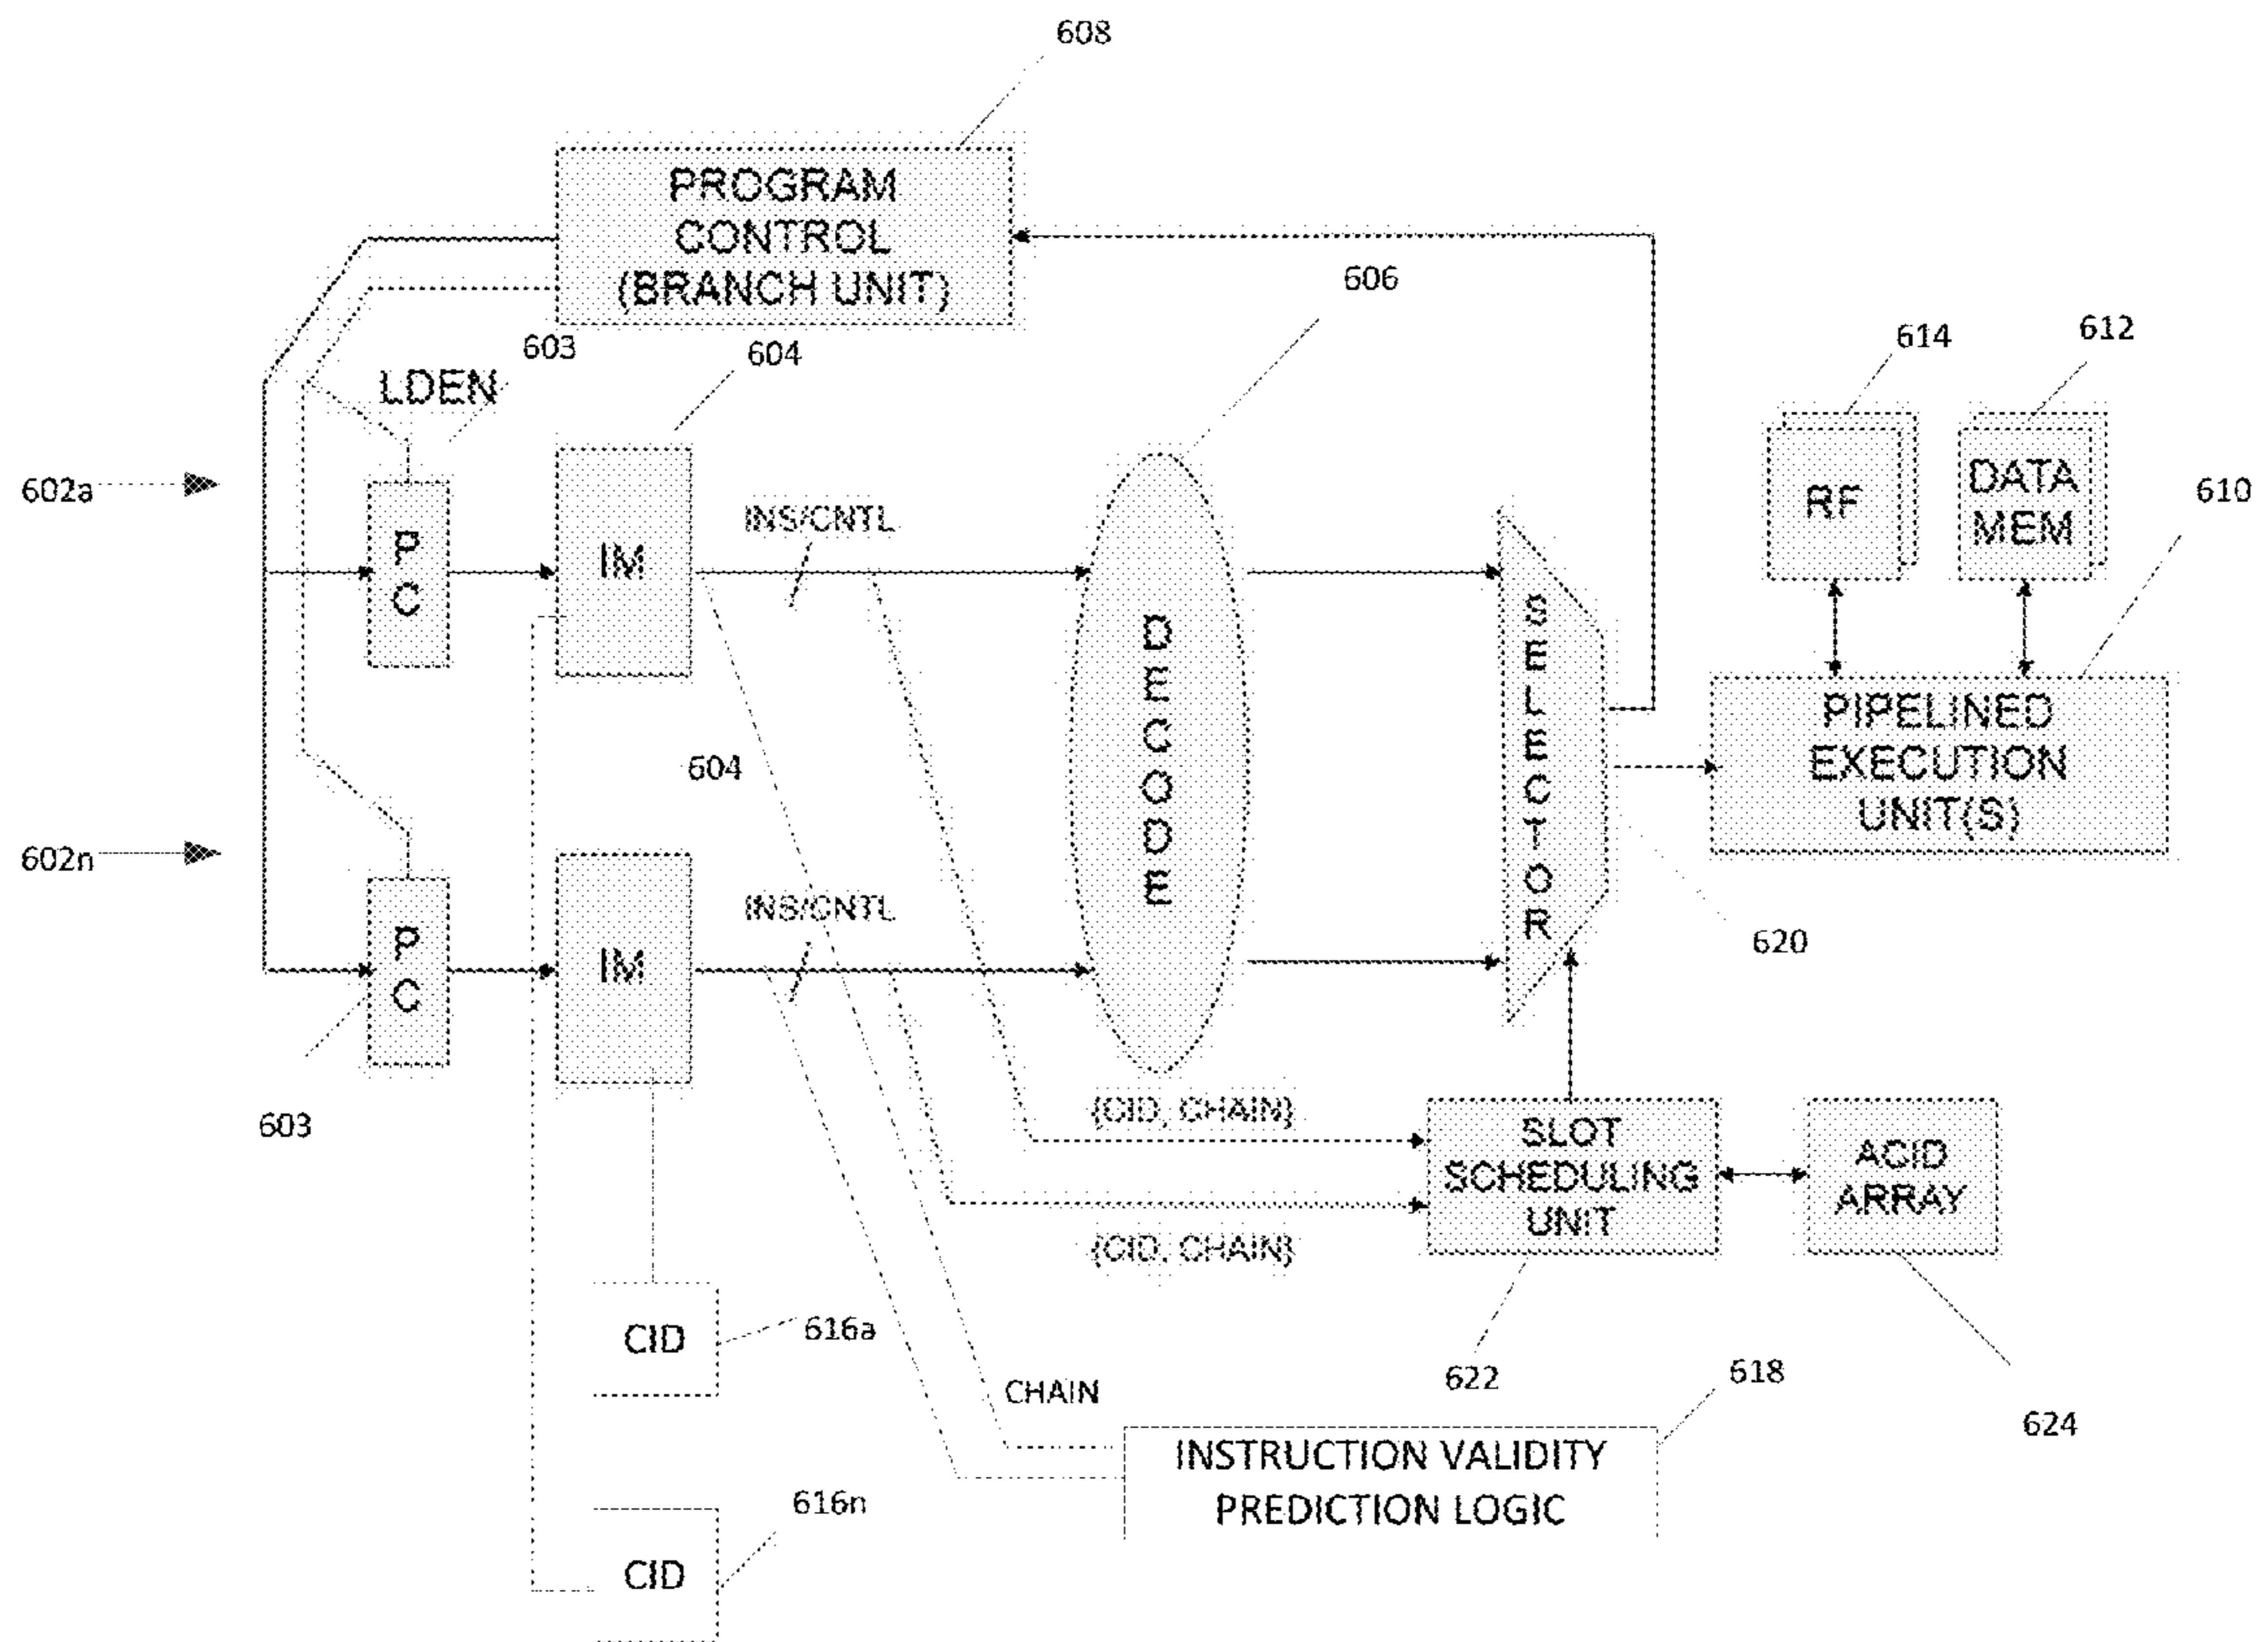 608
PROGRAM
CONTROL
(BRANCH UNIT)
606
603
604
LDEN
614
612
602a
P
C
IM
INS/CNTL
RF
DATA
MEM
610
D
E
C
O
D
E
S
E
L
E
C
T
O
R
PIPELINED
EXECUTION
UNIT(S)
604
602n
P
C
IM
INS/CNTL
620
603
{CID, CHAIN}
SLOT
SCHEDULING
UNIT
ACID
ARRAY
{CID, CHAIN}
CID
616a
CHAIN
622
618
624
INSTRUCTION VALIDITY
PREDICTION LOGIC
616n
CID